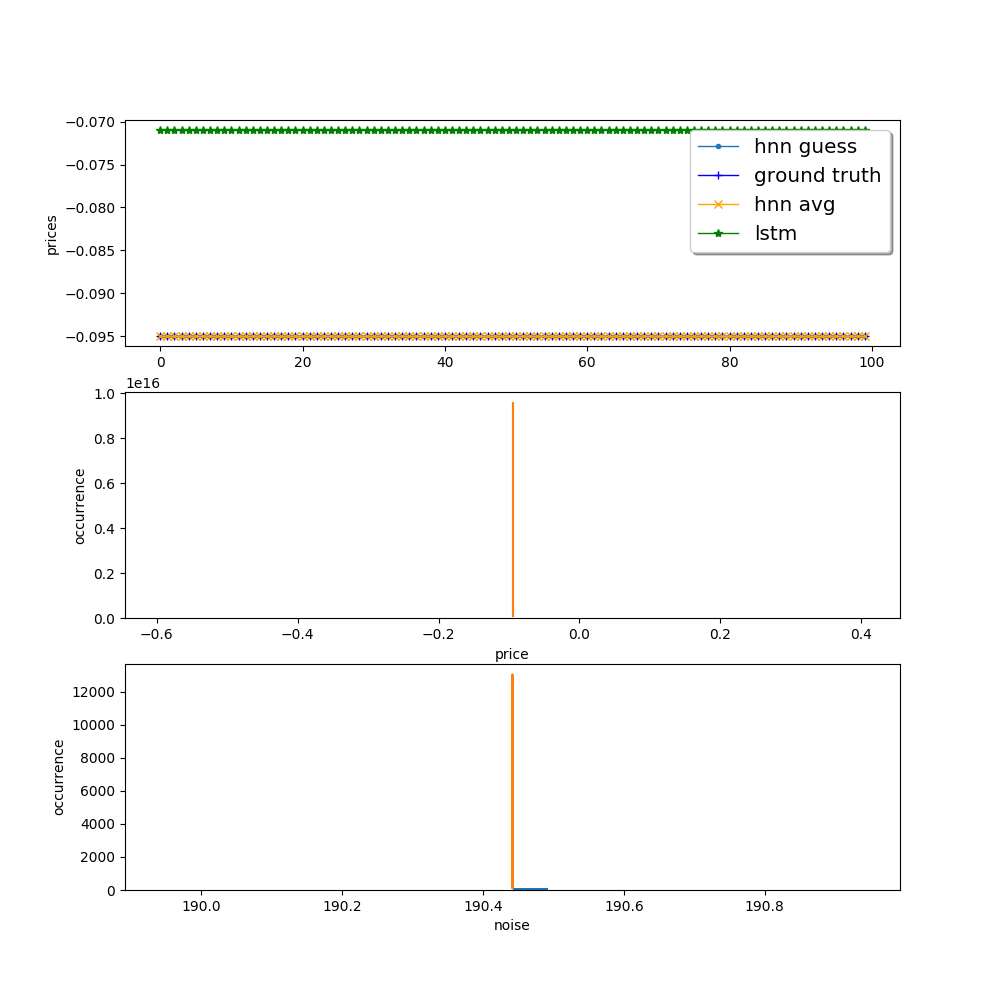 −0.070
−0.075
−0.080
−0.085
−0.090
−0.095
prices
hnn guess
ground truth
hnn avg
lstm
0 20 40 60 80 100
1e16
1.0
0.8
0.6
0.4
0.2
0.0
occurrence
−0.6 −0.4 −0.2 0.0 0.2 0.4
price
12000
10000
8000
6000
4000
2000
0
occurrence
190.0 190.2 190.4 190.6 190.8
noise